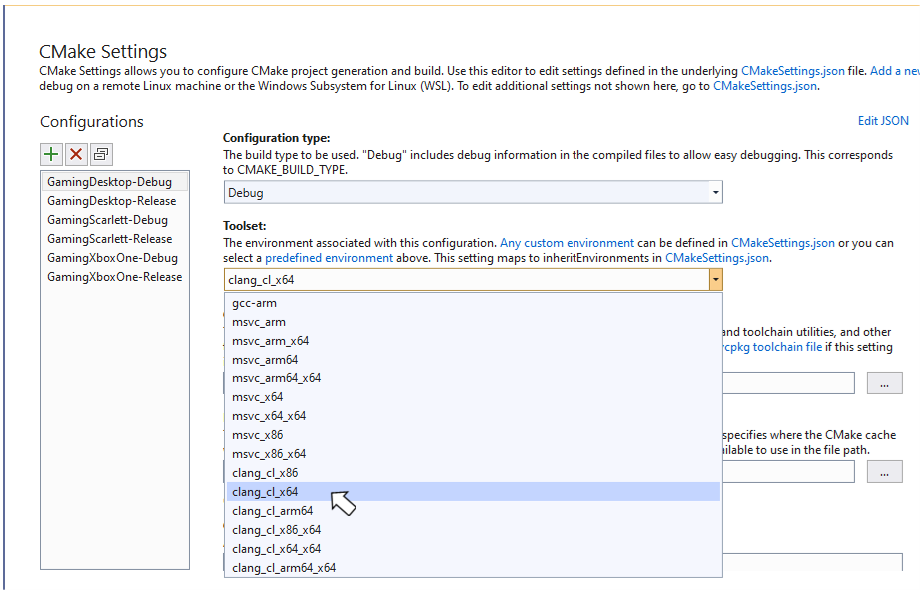 CMake Settings
CMake Settings allows you to configure CMake project generation and build. Use this editor to edit settings defined in the underlying CMakeSettings.json file. Add a new
debug on a remote Linux machine or the Windows Subsystem for Linux (WSL). To edit additional settings not shown here, go to CMakeSettings.json.
Configurations
Edit JSON
GamingDesktop-Debug
GamingDesktop-Release
GamingScarlett-Debug
GamingScarlett-Release
GamingXboxOne-Debug
GamingXboxOne-Release
Configuration type:
The build type to be used. "Debug" includes debug information in the compiled files to allow easy debugging. This corresponds
to CMAKE_BUILD_TYPE.
Debug
Toolset:
The environment associated with this configuration. Any custom environment can be defined in CMakeSettings.json or you can
select a predefined environment above. This setting maps to inheritEnvironments in CMakeSettings.json.
clang_cl_x64
gcc-arm
msvc_arm
msvc_arm_x64
msvc_arm64
msvc_arm64_x64
msvc_x64
msvc_x64_x64
msvc_x86
msvc_x86_x64
clang_cl_x86
clang_cl_x64
clang_cl_arm64
clang_cl_x86_x64
clang_cl_x64_x64
clang_cl_arm64_x64
and toolchain utilities, and other
vcpkg toolchain file if this setting
...
specifies where the CMake cache
ilable to use in the file path.
...